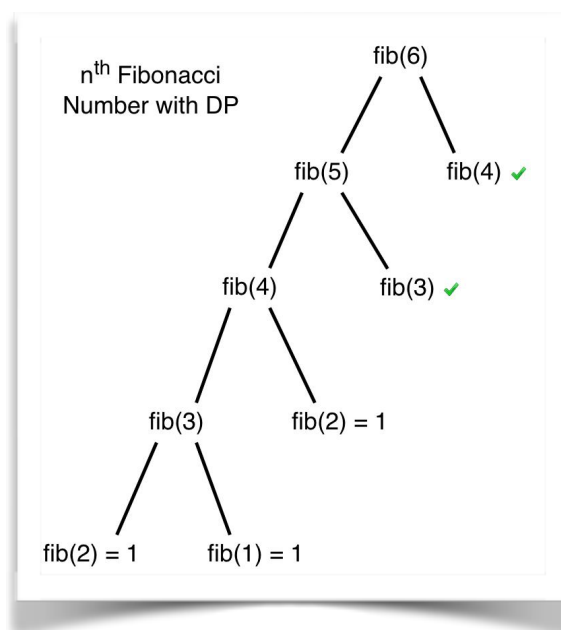 nth Fibonacci
Number with DP
fib(6)
fib(5)
fib(4) ✔
fib(4)
fib(3) ✔
fib(3)
fib(2) = 1
fib(2) = 1
fib(1) = 1